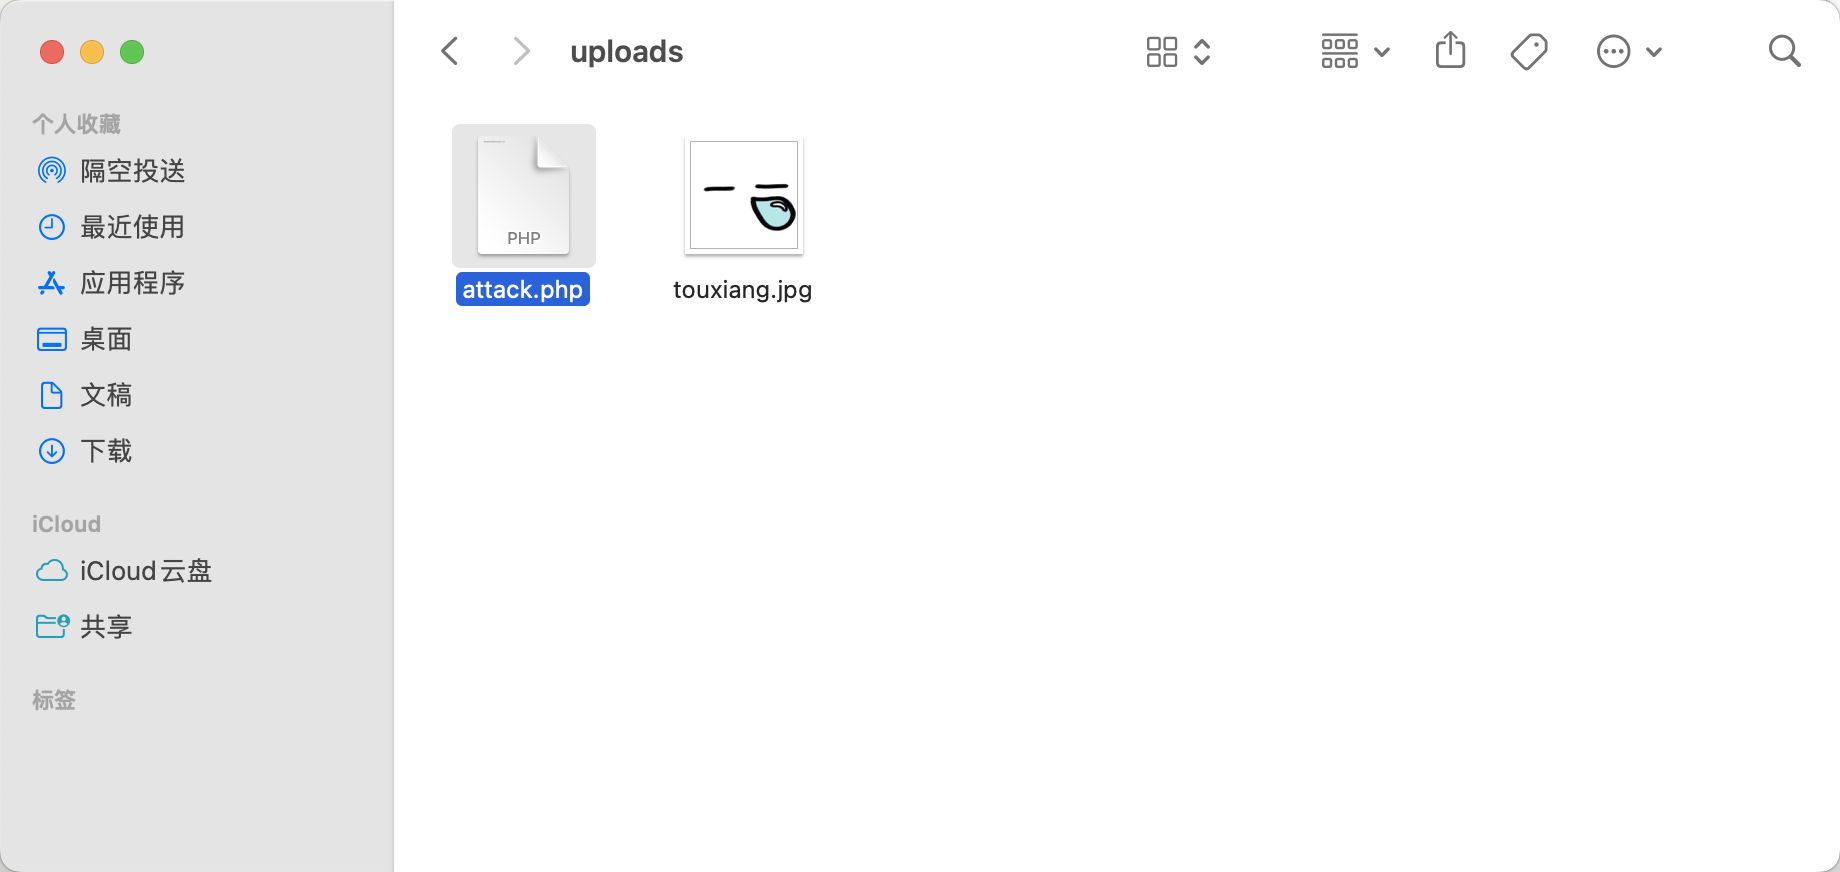 uploads
个人收藏
隔空投送
最近使用
应用程序
桌面
文稿
下载
iCloud
iCloud云盘
共享
标签
PHP
attack.php
touxiang.jpg